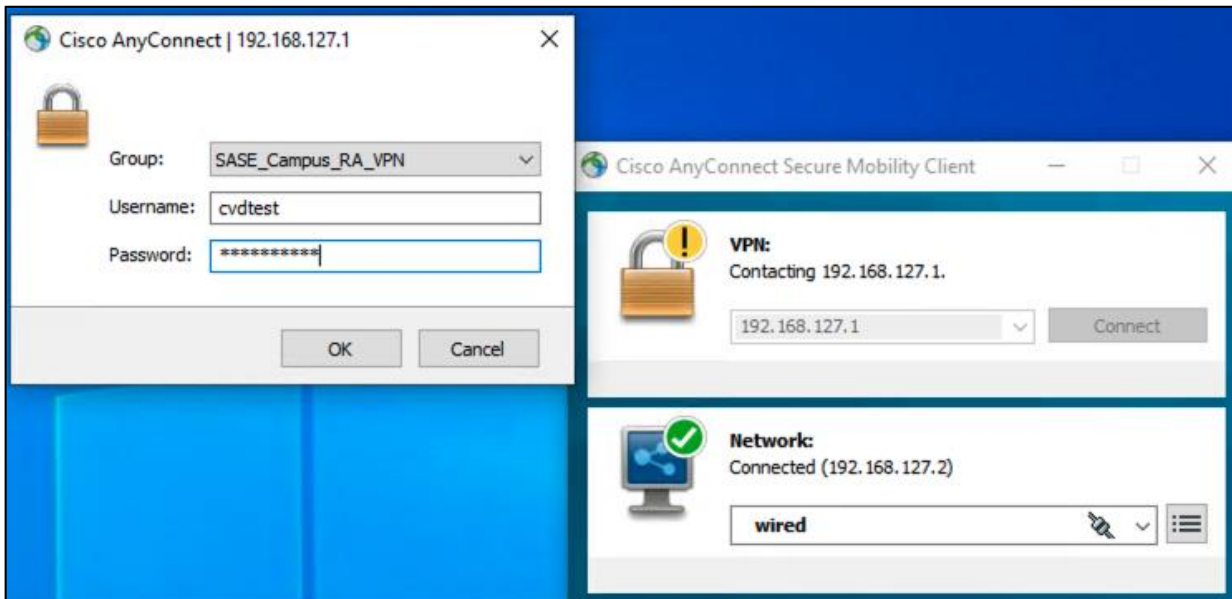 Cisco AnyConnect | 192.168.127.1
Group: SASE_Campus_RA_VPN
Username: cvdtest
Password: **********
OK Cancel
Cisco AnyConnect Secure Mobility Client
VPN:
Contacting 192.168.127.1.
192.168.127.1 Connect
Network:
Connected (192.168.127.2)
wired